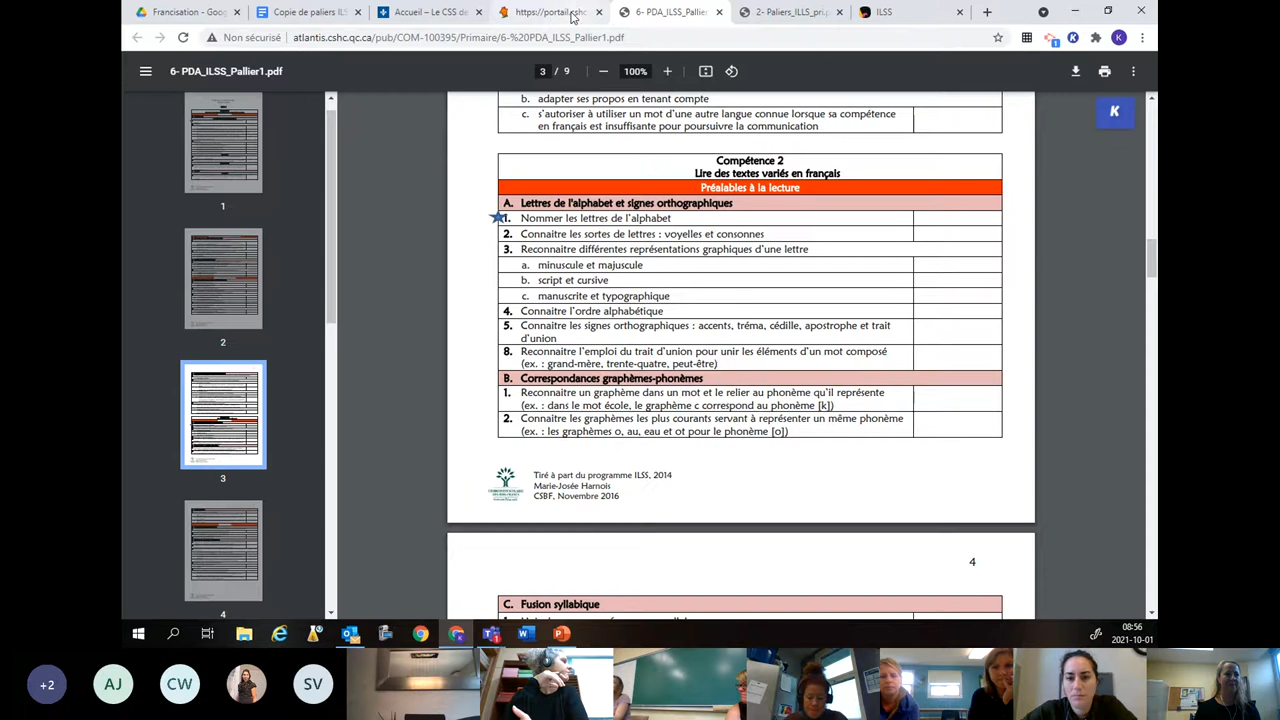 Francisation - Goo
Copie de paliers IL
Accueil – Le CSS de
https://portail.cshc
6- PDA_ILSS_Pallier
2- Paliers_ILLS_pri.p
ILSS
Non sécurisé
atlantis.cshc.qc.ca/pub/COM-100395/Primaire/6-%20PDA_ILSS_Pallier1.pdf
K
6- PDA_ILSS_Pallier1.pdf
3 / 9
100%
K
b. adapter ses propos en tenant compte
c. s'autoriser à utiliser un mot d'une autre langue connue lorsque sa compétence
en français est insuffisante pour poursuivre la communication
Compétence 2
Lire des textes variés en français
Préalables à la lecture
A. Lettres de l'alphabet et signes orthographiques
1. Nommer les lettres de l'alphabet
2. Connaitre les sortes de lettres : voyelles et consonnes
3. Reconnaitre différentes représentations graphiques d'une lettre
a. minuscule et majuscule
b. script et cursive
c. manuscrite et typographique
4. Connaitre l'ordre alphabétique
5. Connaitre les signes orthographiques : accents, tréma, cédille, apostrophe et trait
d'union
8. Reconnaitre l'emploi du trait d'union pour unir les éléments d'un mot composé
(ex. : grand-mère, trente-quatre, peut-être)
B. Correspondances graphèmes-phonèmes
1. Reconnaitre un graphème dans un mot et le relier au phonème qu'il représente
(ex. : dans le mot école, le graphème c correspond au phonème [k])
2. Connaitre les graphèmes les plus courants servant à représenter un même phonème
(ex. : les graphèmes o, au, eau et ot pour le phonème [o])
Tiré à part du programme ILSS, 2014
Marie-Josée Harnois
CSBF, Novembre 2016
4
C. Fusion syllabique
1
2
3
4
08:56
2021-10-01
+2
AJ
CW
SV